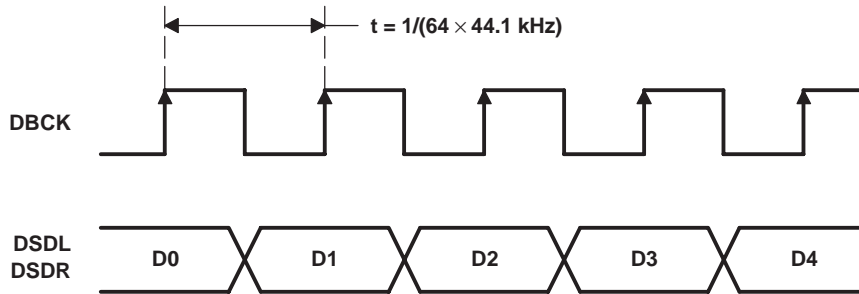 t = 1/(64 × 44.1 kHz)
DBCK
DSDL
DSDR
D0 D1 D2 D3 D4